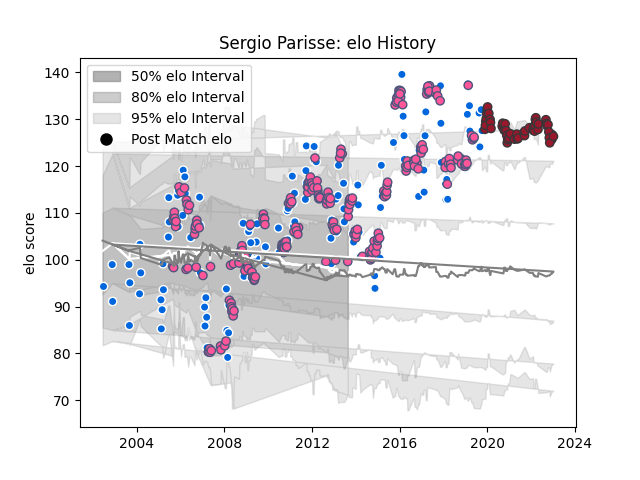 Sergio Parisse: elo History
50% elo Interval
80% elo Interval
95% elo Interval
Post Match elo
elo score
140
130
120
110
100
90
80
70
2004
2008
2012
2016
2020
2024